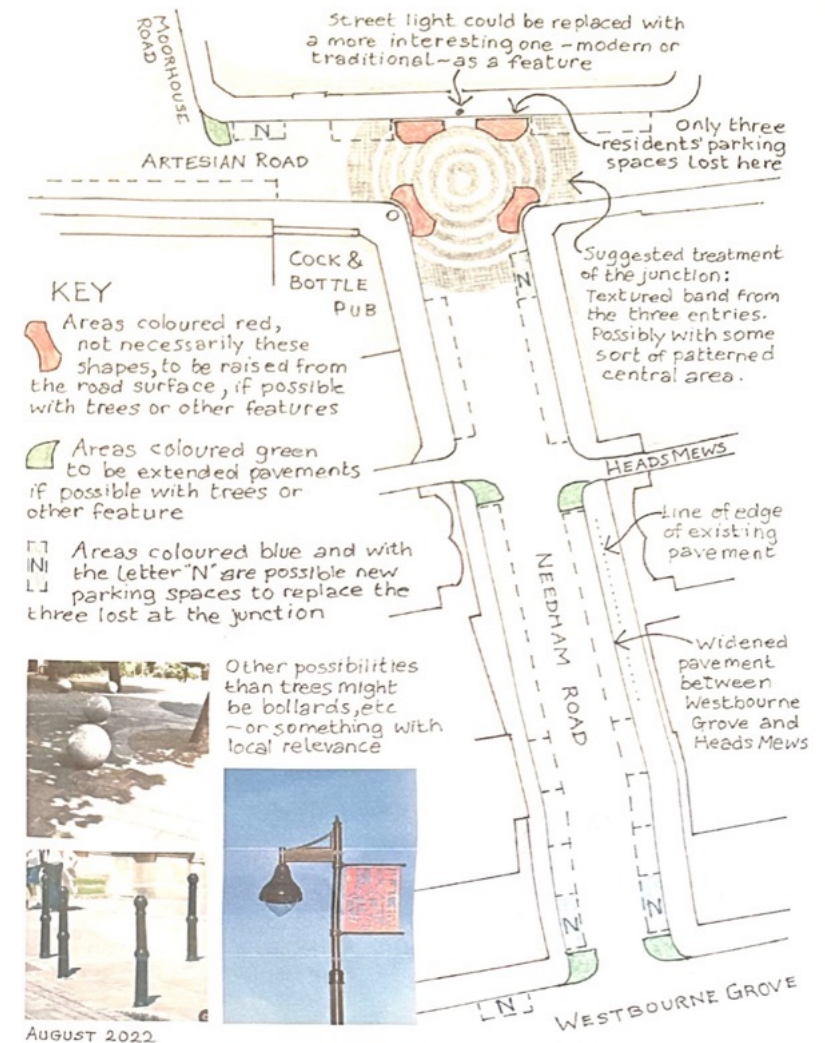 Street light could be replaced with
a more interesting one - modern or
traditional - as a feature
MOORHOUSE
ROAD
N
Only three
residents' parking
spaces lost here
ARTESIAN ROAD
COCK &
BOTTLE
PUB
N
Suggested treatment
of the junction:
Textured band from
the three entries.
Possibly with some
sort of patterned
central area.
KEY
Areas coloured red,
not necessarily these
shapes, to be raised from
the road surface, if possible
with trees or other features
Areas coloured green
to be extended pavements
if possible with trees or
other feature
N
Areas coloured blue and with
the letter "N" are possible new
parking spaces to replace the
three lost at the junction
HEADS MEWS
Line of edge
of existing
pavement
NEEDHAM ROAD
Widened
pavement
between
Westbourne
Grove and
Heads Mews
Other possibilities
than trees might
be bollards, etc
- or something with
local relevance
N
N
N
WESTBOURNE GROVE
AUGUST 2022